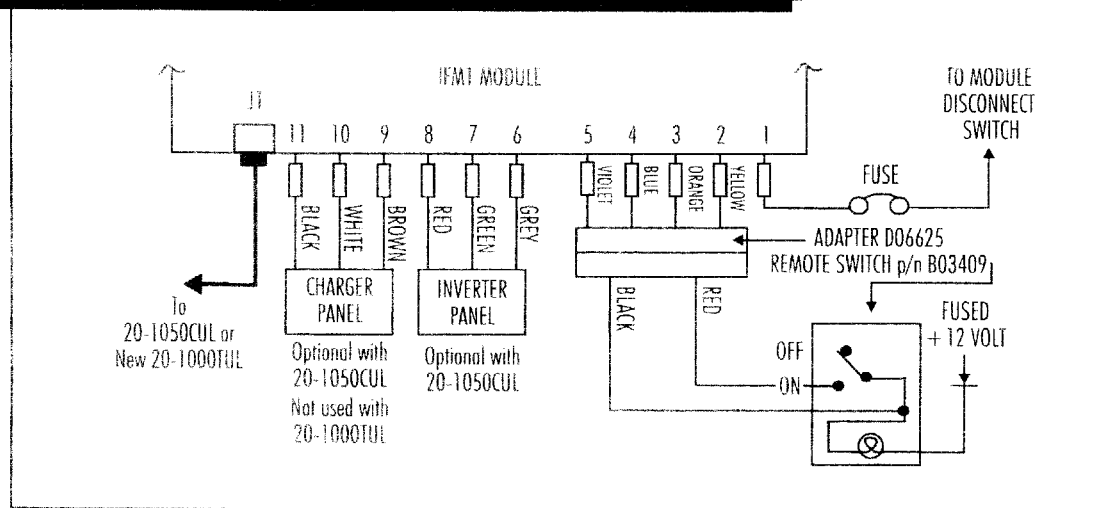 IFM1 MODULE
J1
11 10 9 8 7 6 5 4 3 2 1
TO MODULE
DISCONNECT
SWITCH
FUSE
BLACK
WHITE
BROWN
RED
GREEN
GREY
VIOLET
BLUE
ORANGE
YELLOW
ADAPTER D06625
REMOTE SWITCH p/n B03409
CHARGER
PANEL
INVERTER
PANEL
BLACK
RED
To
20-1050CUL or
New 20-1000TUL
Optional with
20-1050CUL
Not used with
20-1000TUL
Optional with
20-1050CUL
OFF
ON
FUSED
+ 12 VOLT